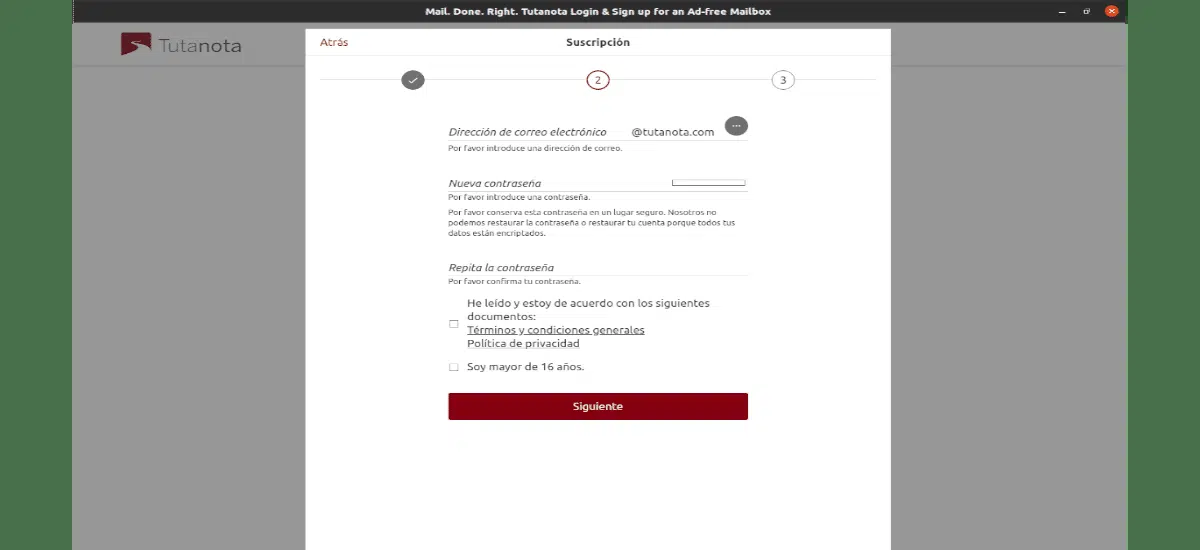 Mail. Done. Right. Tutanota Login & Sign up for an Ad-free Mailbox
Tutanota
Atrás
Suscripción
2
3
Dirección de correo electrónico @tutanota.com
Por favor introduce una dirección de correo.
Nueva contraseña
Por favor introduce una contraseña.
Por favor conserva esta contraseña en un lugar seguro. Nosotros no
podemos restaurar la contraseña o restaurar tu cuenta porque todos tus
datos están encriptados.
Repita la contraseña
Por favor confirma tu contraseña.
He leído y estoy de acuerdo con los siguientes
documentos:
Términos y condiciones generales
Política de privacidad
Soy mayor de 16 años.
Siguiente